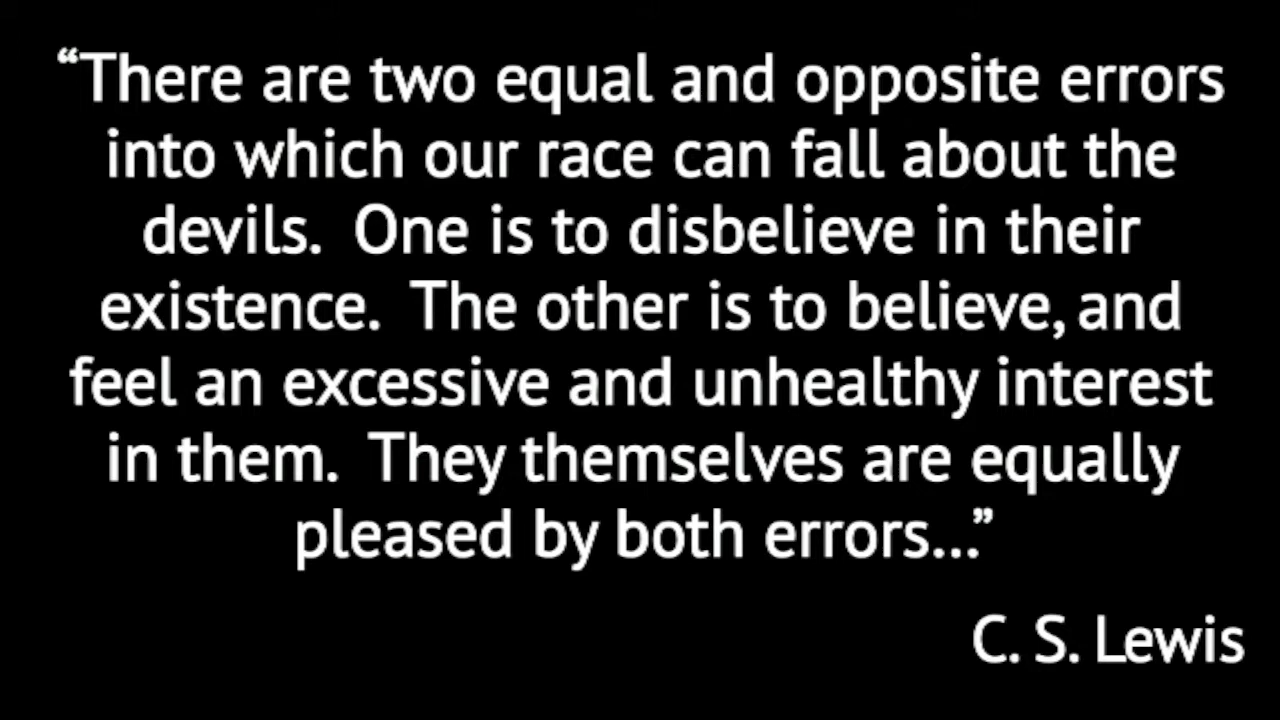 “There are two equal and opposite errors
into which our race can fall about the
devils.  One is to disbelieve in their
existence.  The other is to believe, and
feel an excessive and unhealthy interest
in them.  They themselves are equally
pleased by both errors...”
C. S. Lewis